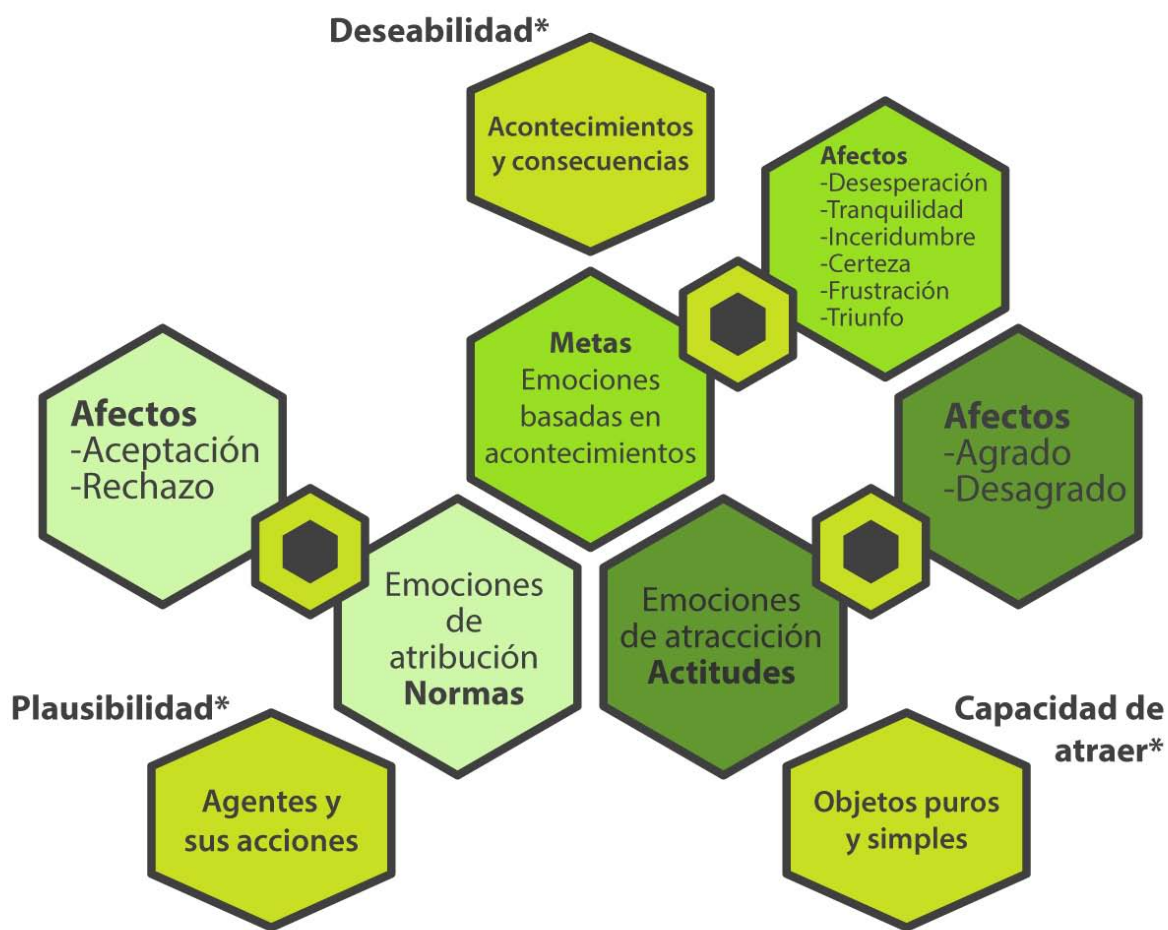 Deseabilidad*
Acontecimientos
y consecuencias
Afectos
-Desesperación
-Tranquilidad
-Inceridumbre
-Certeza
-Frustración
-Triunfo
Metas
Emociones
basadas en
acontecimientos
Afectos
-Aceptación
-Rechazo
Afectos
-Agrado
-Desagrado
Emociones
de
atribución
Normas
Emociones
de atraccición
Actitudes
Plausibilidad*
Agentes y
sus acciones
Capacidad de
atraer*
Objetos puros
y simples